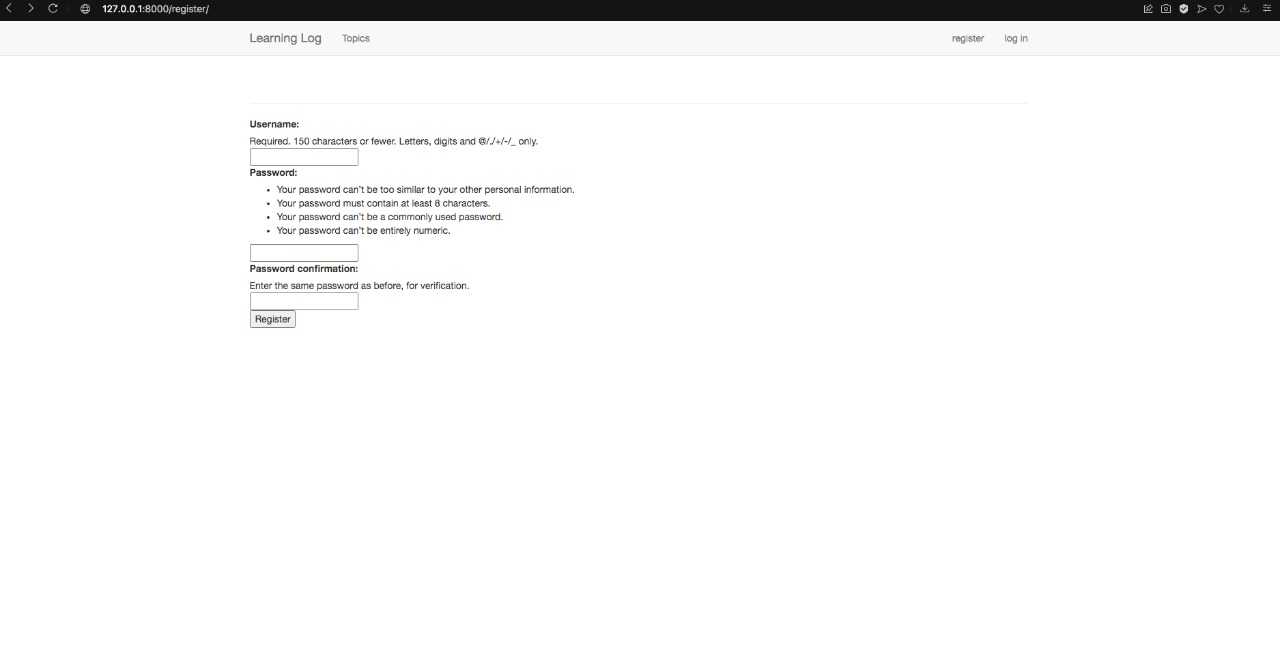 127.0.0.1:8000/register/
Learning Log Topics register log in
Username:
Required. 150 characters or fewer. Letters, digits and @/./+/-/_ only.
Password:
• Your password can't be too similar to your other personal information.
• Your password must contain at least 8 characters.
• Your password can't be a commonly used password.
• Your password can't be entirely numeric.
Password confirmation:
Enter the same password as before, for verification.
Register